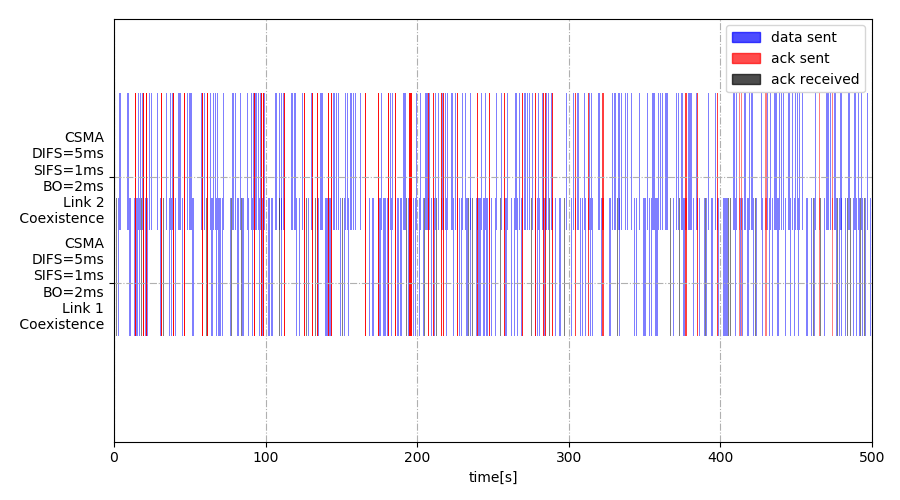 data sent
ack sent
ack received
CSMA
DIFS=5ms
SIFS=1ms
BO=2ms
Link 2
Coexistence
CSMA
DIFS=5ms
SIFS=1ms
BO=2ms
Link 1
Coexistence
0 100 200 300 400 500
time[s]